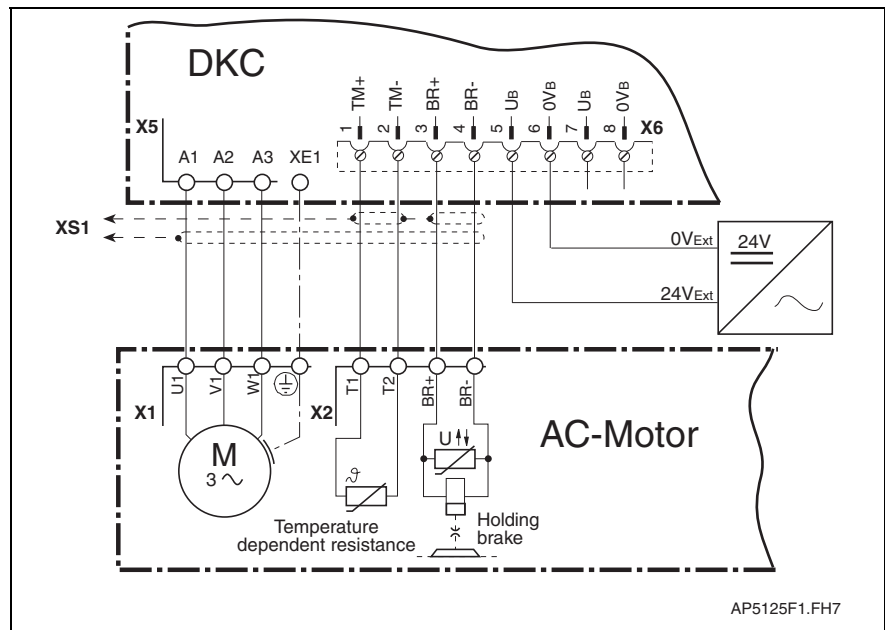 DKC
TM+ TM- BR+ BR- UB 0VB UB 0VB
X5 1 2 3 4 5 6 7 8 X6
A1 A2 A3 XE1
XS1
0VExt 24V
24VExt
U1 V1 W1 T1 T2 BR+ BR-
X1 X2
M
3
U
AC-Motor
ϑ
Temperature
dependent resistance
Holding
brake
AP5125F1.FH7